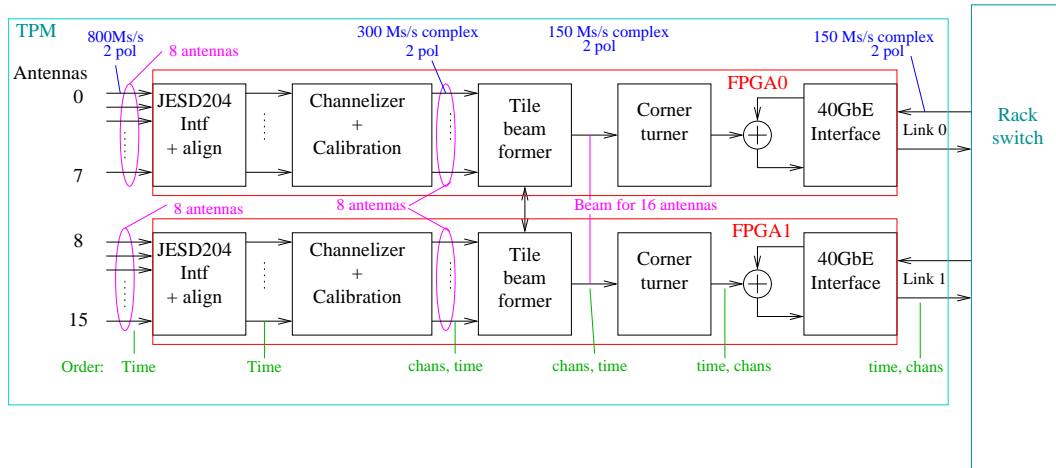 TPM
800Ms/s
2 pol
8 antennas
300 Ms/s complex
2 pol
150 Ms/s complex
2 pol
150 Ms/s complex
2 pol
Antennas
0
7
JESD204
Intf
+ align
Channelizer
+
Calibration
Tile
beam
former
Corner
turner
FPGA0
40GbE
Interface
Link 0
Rack
switch
8 antennas
8 antennas
Beam for 16 antennas
8
15
JESD204
Intf
+ align
Channelizer
+
Calibration
Tile
beam
former
Corner
turner
FPGA1
40GbE
Interface
Link 1
Order:
Time
Time
chans, time
chans, time
time, chans
time, chans